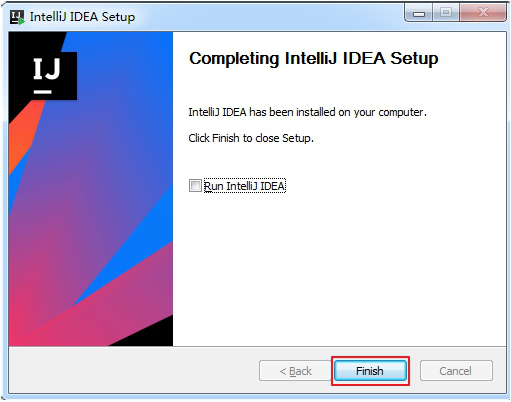 IntelliJ IDEA Setup
IJ
Completing IntelliJ IDEA Setup
IntelliJ IDEA has been installed on your computer.
Click Finish to close Setup.
Run IntelliJ IDEA
< Back
Finish
Cancel